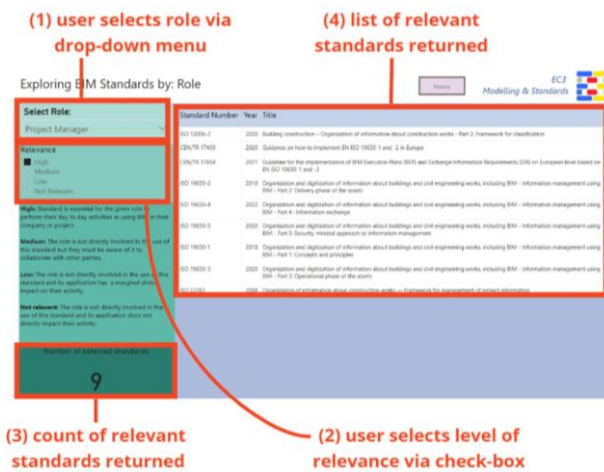 (1) user selects role via
drop-down menu
(4) list of relevant
standards returned
Exploring BIM Standards by: Role
Home
EC3
Modelling & Standards
Select Role:
Project Manager
Relevance
High
Medium
Low
Not Relevant
High: Standard is essential for the given role to
perform their day to day activities in using BIM in their
company or project.
Medium: The role is not directly involved in the use of
this standard but they must be aware of it to
collaborate with other parties.
Low: The role is not directly involved in the use of this
standard and its application has a marginal direct
impact on their activity.
Not relevant: The role is not directly involved in the
use of this standard and its application does not
directly impact their activity.
Number of selected standards
9
Standard Number Year Title
ISO 12006-2 2020 Building construction – Organization of information about construction works - Part 2: Framework for classification
CEN/TR 17439 2020 Guidance on how to implement EN ISO 19650-1 and -2 in Europe
CEN/TR 17654 2021 Guideline for the implementation of BIM Execution Plans (BEP) and Exchange Information Requirements (EIR) on European level based on
EN ISO 19650-1 and -2
ISO 19650-2 2018 Organization and digitization of information about buildings and civil engineering works, including BIM - Information management using
BIM - Part 2: Delivery phase of the assets
ISO 19650-4 2022 Organization and digitization of information about buildings and civil engineering works, including BIM - Information management using
BIM - Part 4: Information exchange
ISO 19650-5 2020 Organization and digitization of information about buildings and civil engineering works, including BIM - Information management using
BIM - Part 5: Security-minded approach to information management
ISO 19650-1 2018 Organization and digitization of information about buildings and civil engineering works, including BIM - Information management using
BIM - Part 1: Concepts and principles
ISO 19650-3 2020 Organization and digitization of information about buildings and civil engineering works, including BIM - Information management using
BIM - Part 3: Operational phase of the assets
ISO 22263 2008 Organization of information about construction works — Framework for management of project information
(3) count of relevant
standards returned
(2) user selects level of
relevance via check-box